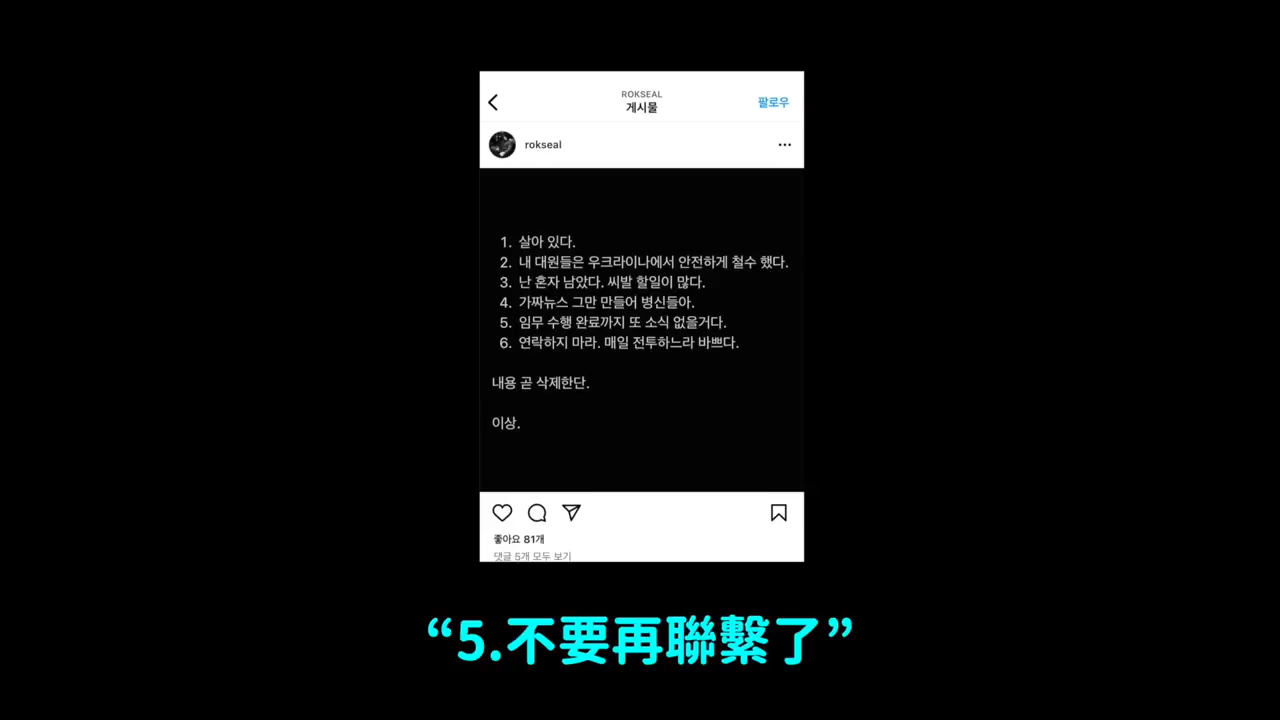 ROKSEAL
게시물
팔로우
rokseal
1. 살아 있다.
2. 내 대원들은 우크라이나에서 안전하게 철수 했다.
3. 난 혼자 남았다. 씨발 할일이 많다.
4. 가짜뉴스 그만 만들어 병신들아.
5. 임무 수행 완료까지 또 소식 없을거다.
6. 연락하지 마라. 매일 전투하느라 바쁘다.
내용 곧 삭제한단.
이상.
좋아요 81개
댓글 5개 모두 보기
“5.不要再聯繫了”